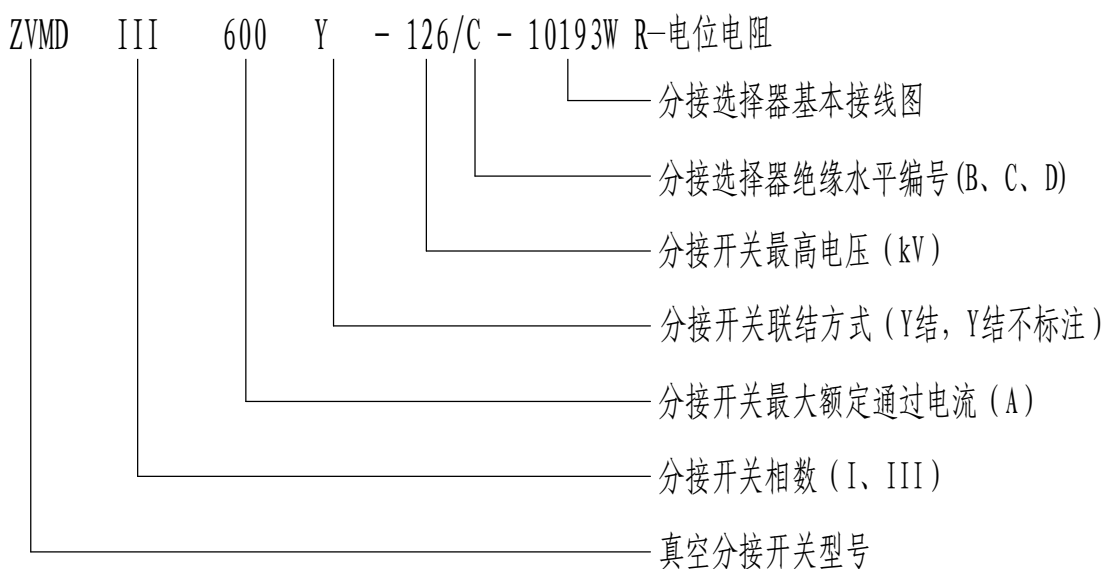 ZVMD III 600 Y - 126/C - 10193W R—电位电阻
分接选择器基本接线图
分接选择器绝缘水平编号(B、C、D)
分接开关最高电压(kV)
分接开关联结方式(Y结, Y结不标注)
分接开关最大额定通过电流(A)
分接开关相数(I、III)
真空分接开关型号